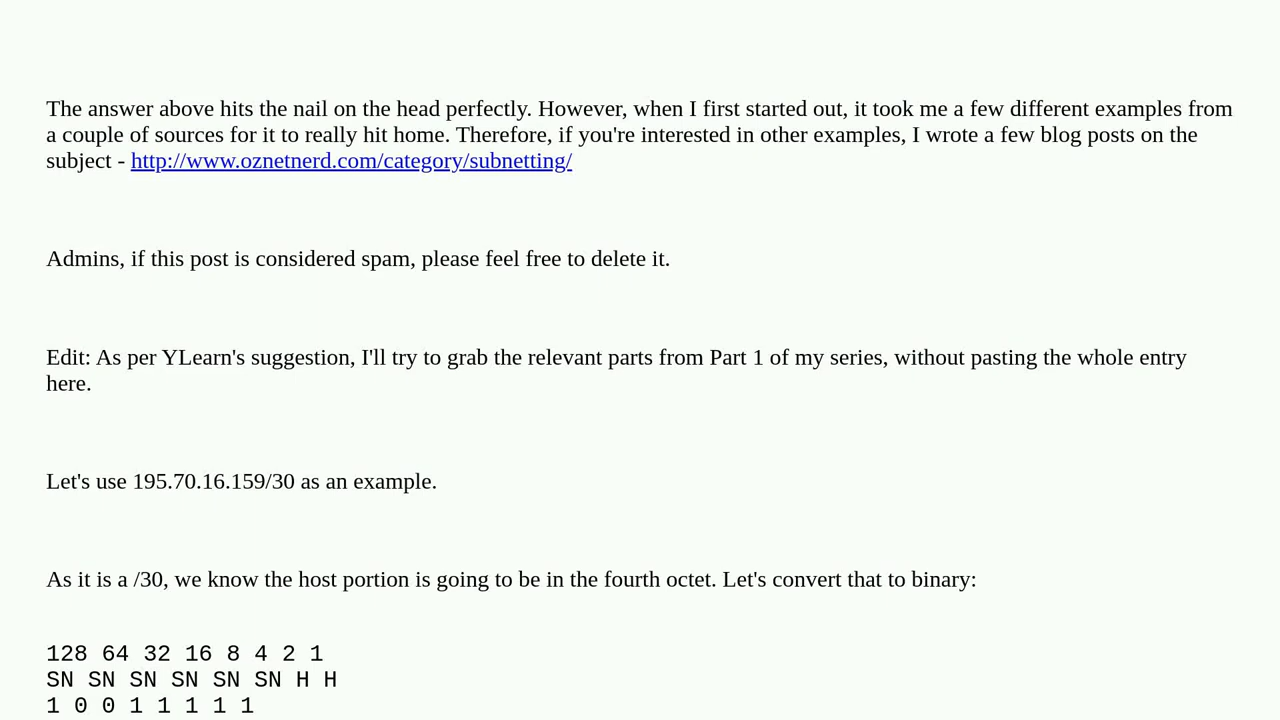 The answer above hits the nail on the head perfectly. However, when I first started out, it took me a few different examples from
a couple of sources for it to really hit home. Therefore, if you're interested in other examples, I wrote a few blog posts on the
subject - http://www.oznetnerd.com/category/subnetting/
Admins, if this post is considered spam, please feel free to delete it.
Edit: As per YLearn's suggestion, I'll try to grab the relevant parts from Part 1 of my series, without pasting the whole entry
here.
Let's use 195.70.16.159/30 as an example.
As it is a /30, we know the host portion is going to be in the fourth octet. Let's convert that to binary:
128 64 32 16 8 4 2 1
SN SN SN SN SN SN H H
1 0 0 1 1 1 1 1